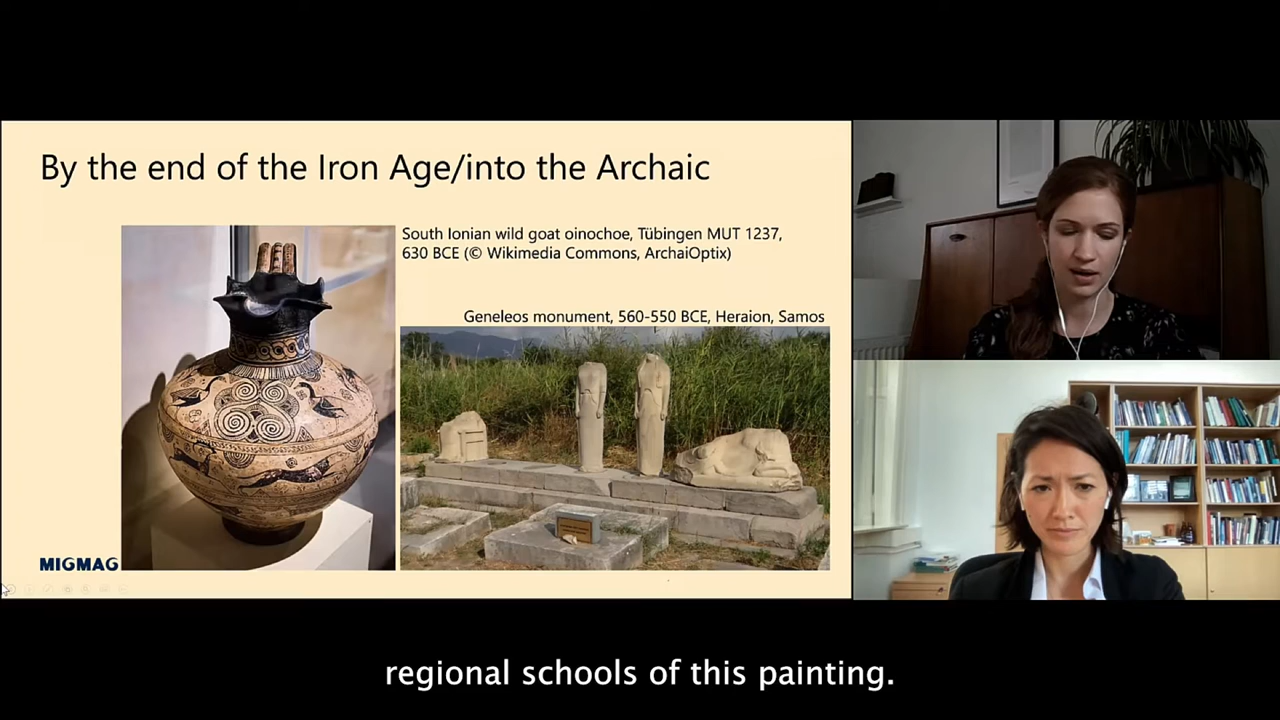 By the end of the Iron Age/into the Archaic
South Ionian wild goat oinochoe, Tübingen MUT 1237,
630 BCE (© Wikimedia Commons, ArchaiOptix)
Geneleos monument, 560-550 BCE, Heraion, Samos
MIGMAG
regional schools of this painting.